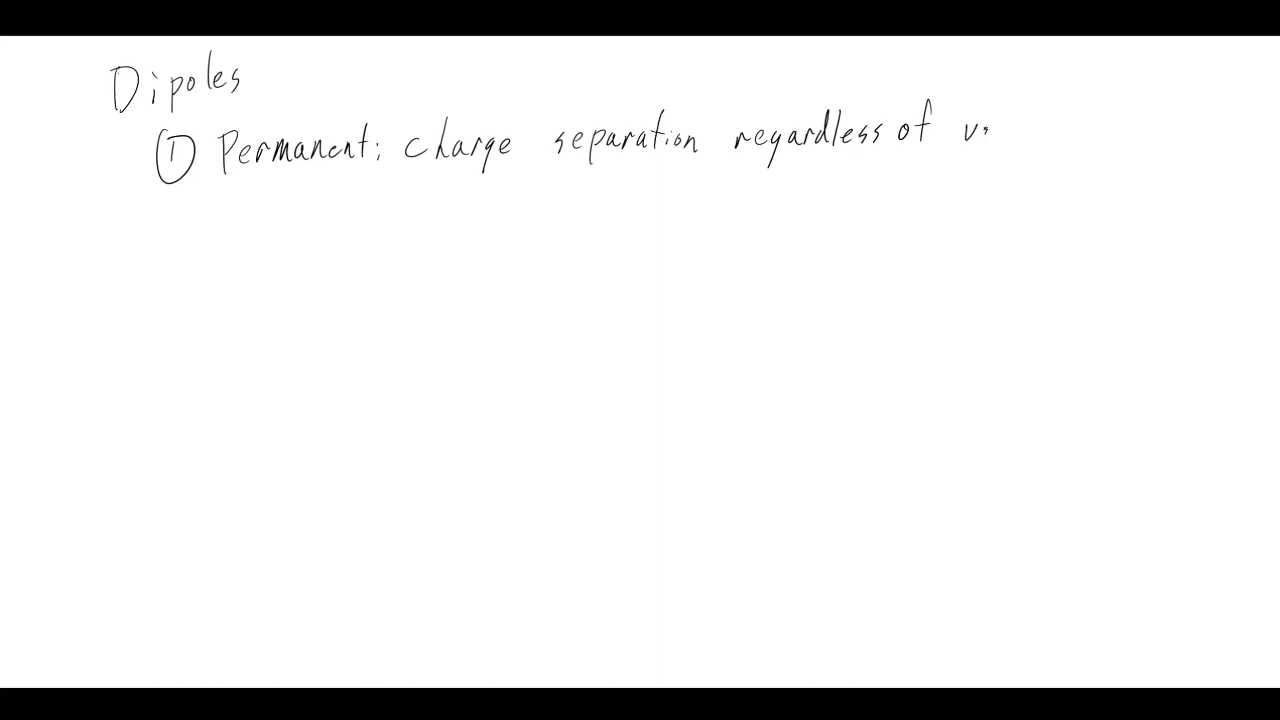 Dipoles
① Permanent: charge separation regardless of